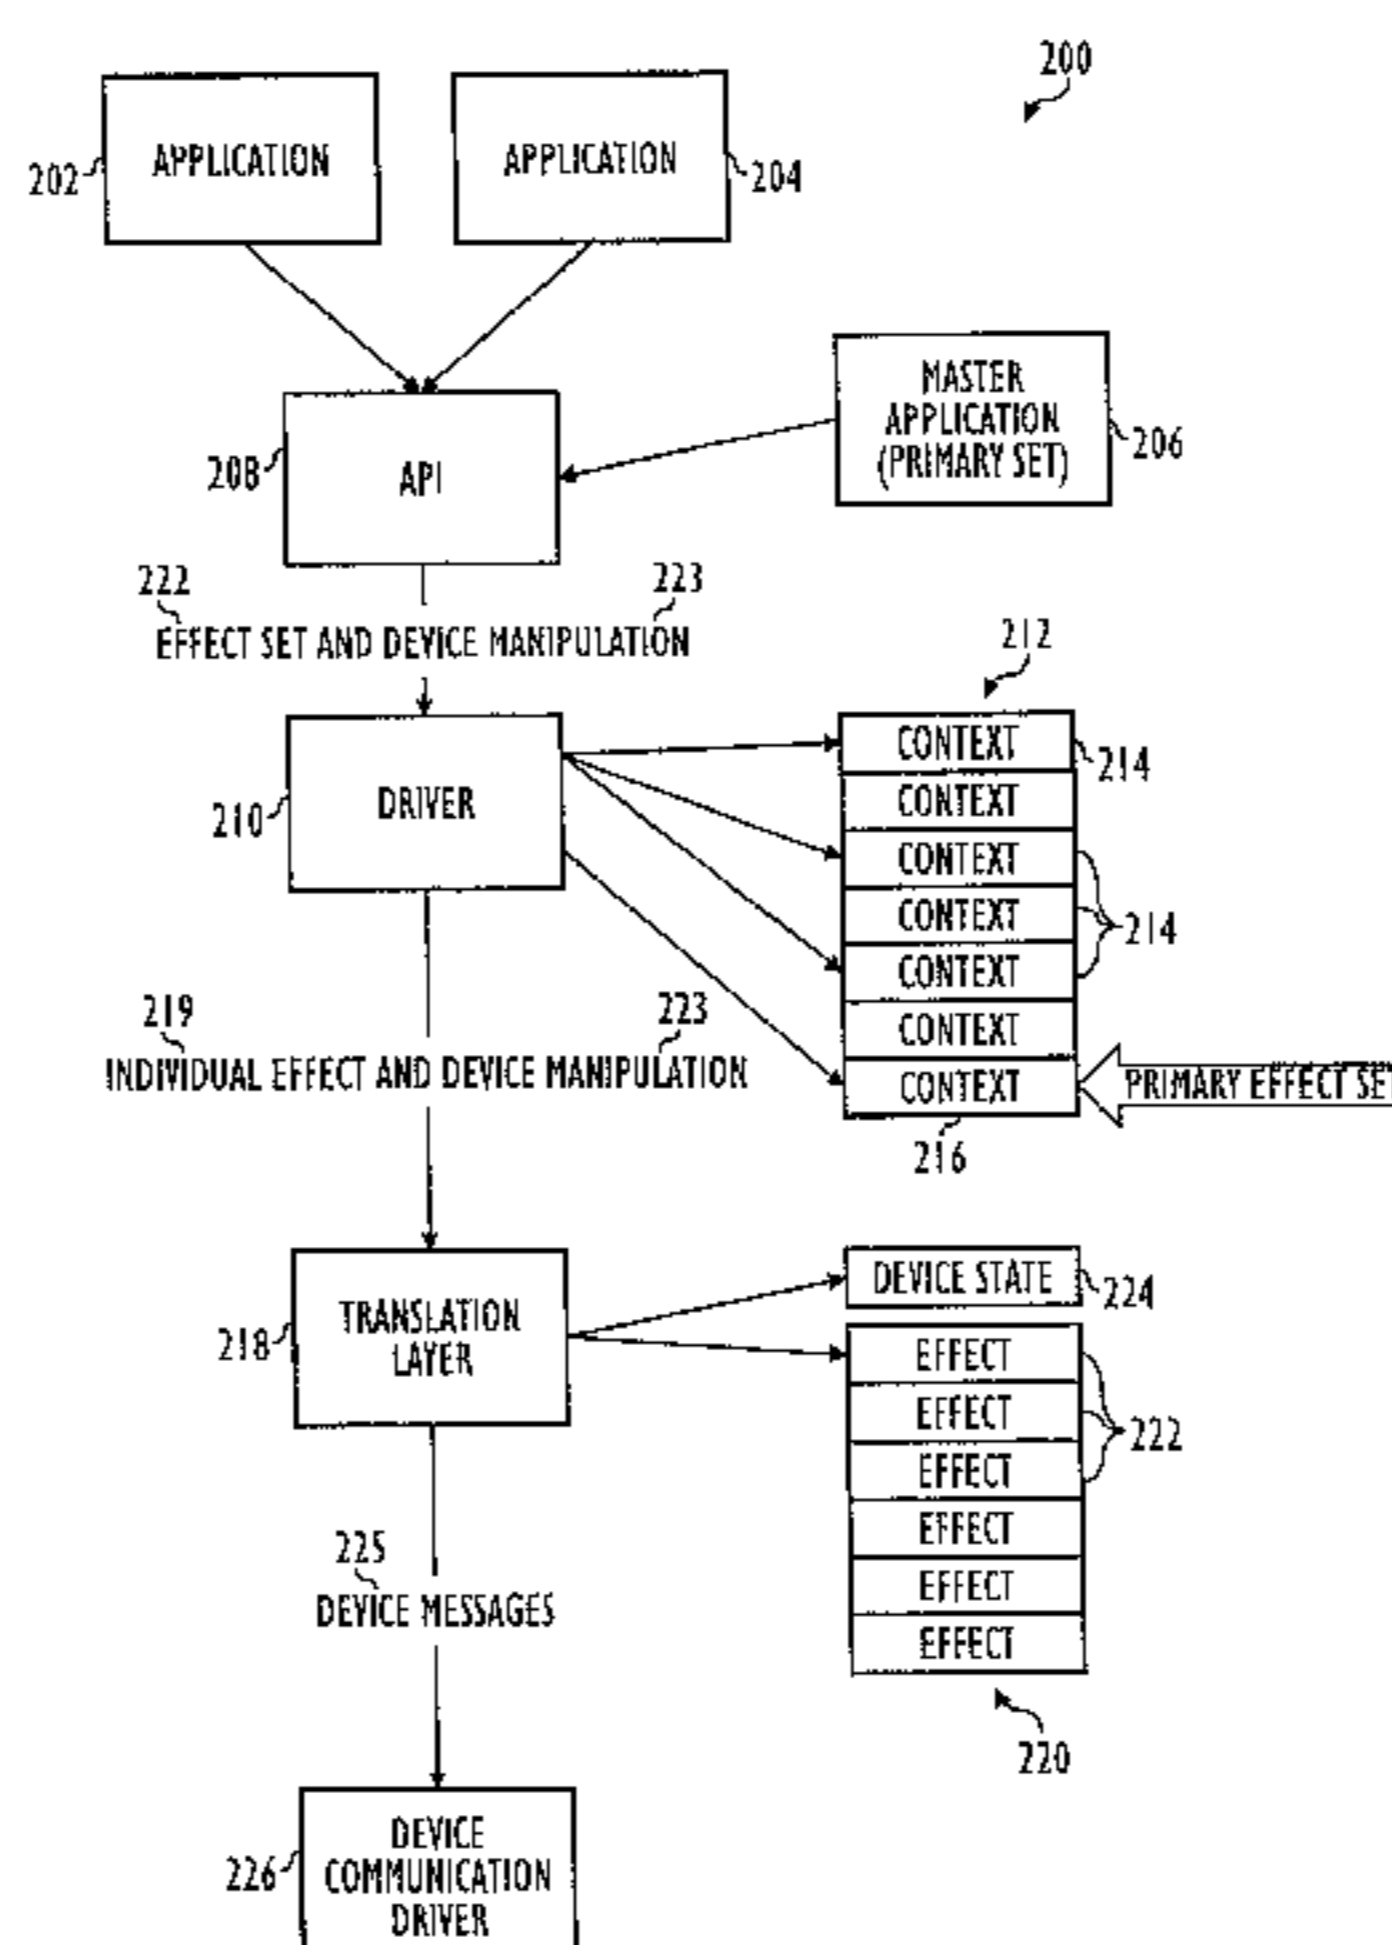 200
APPLICATION
APPLICATION
202
204
MASTER
APPLICATION
(PRIMARY SET)
206
208
API
222
223
EFFECT SET AND DEVICE MANIPULATION
212
CONTEXT
214
CONTEXT
210
DRIVER
CONTEXT
CONTEXT
214
CONTEXT
219
223
CONTEXT
INDIVIDUAL EFFECT AND DEVICE MANIPULATION
CONTEXT
PRIMARY EFFECT SET
216
DEVICE STATE
224
218
TRANSLATION
LAYER
EFFECT
EFFECT
222
EFFECT
EFFECT
225
EFFECT
DEVICE MESSAGES
EFFECT
220
226
DEVICE
COMMUNICATION
DRIVER